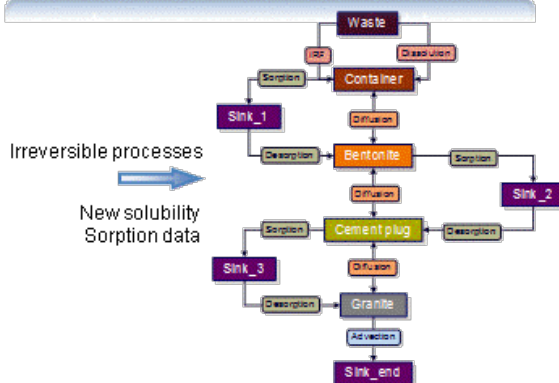 Waste
IRF
Dissolution
Sorption
Container
Sink_1
Diffusion
Irreversible processes
Desorption
Bentonite
Sorption
Diffusion
Sink_2
New solubility
Sorption data
Sorption
Cement plug
Desorption
Sink_3
Diffusion
Desorption
Granite
Advection
Sink_end